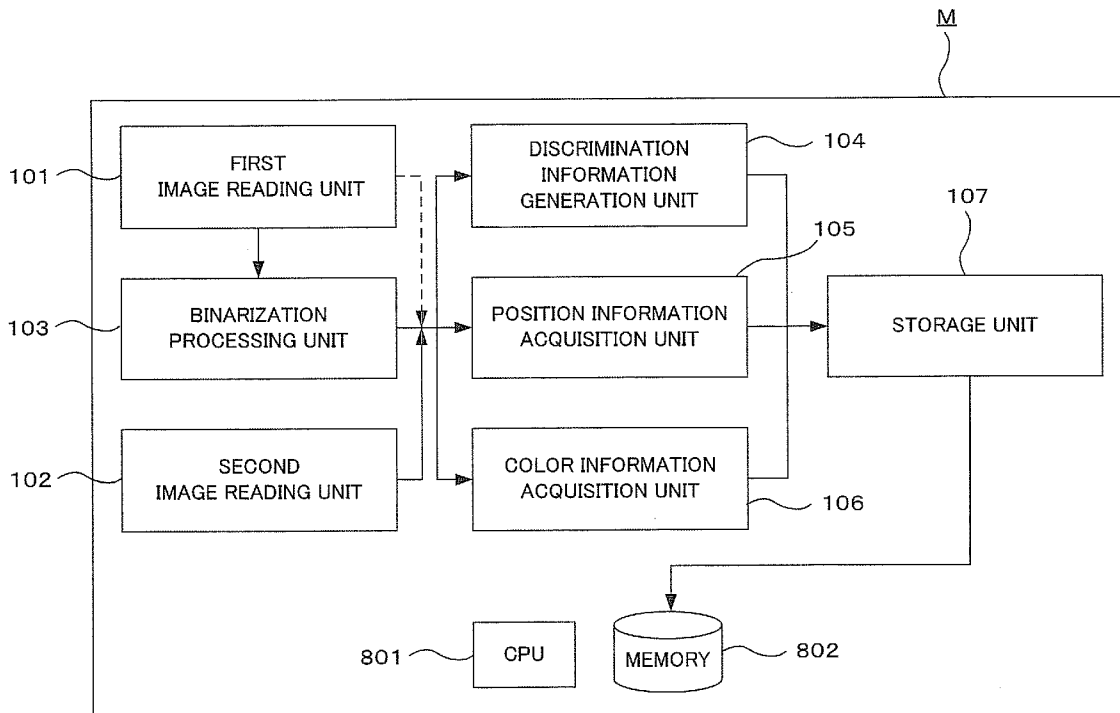 M
101
FIRST
IMAGE READING UNIT
DISCRIMINATION
INFORMATION
GENERATION UNIT
104
103
BINARIZATION
PROCESSING UNIT
POSITION INFORMATION
ACQUISITION UNIT
105
STORAGE UNIT
107
102
SECOND
IMAGE READING UNIT
COLOR INFORMATION
ACQUISITION UNIT
106
801
CPU
MEMORY
802